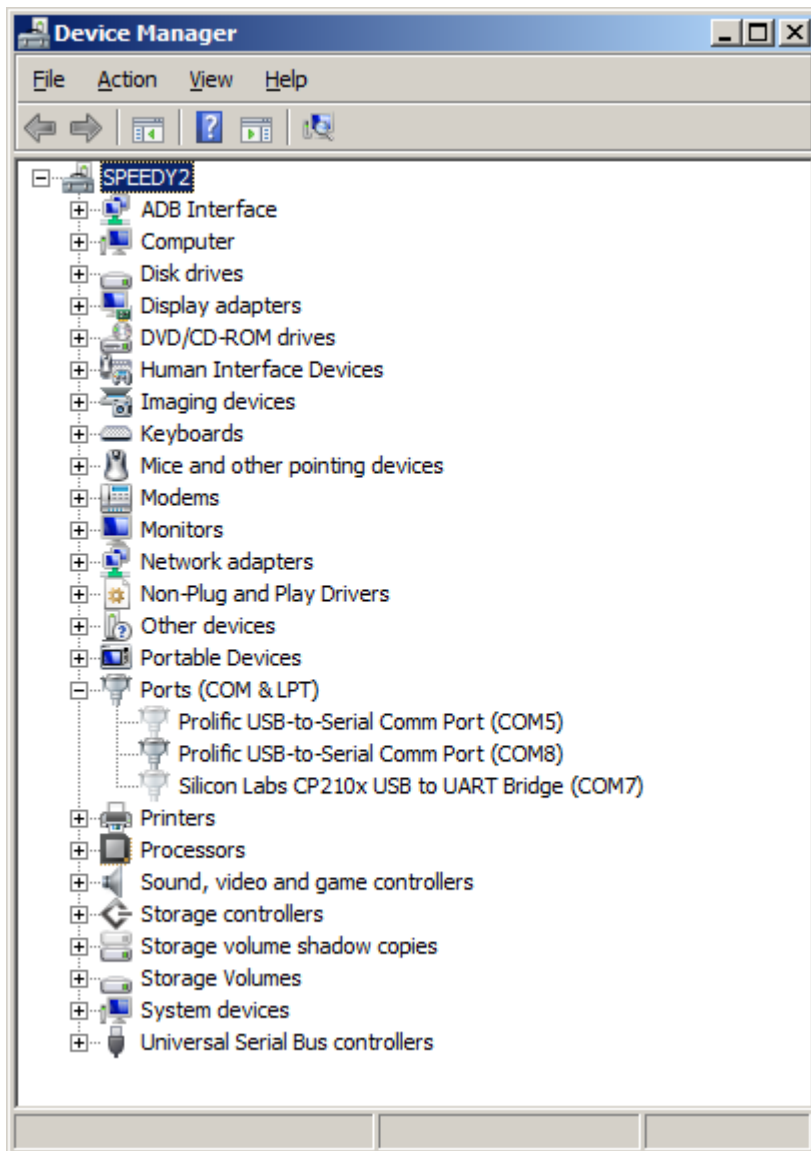 Device Manager
File Action View Help
SPEEDY2
ADB Interface
Computer
Disk drives
Display adapters
DVD/CD-ROM drives
Human Interface Devices
Imaging devices
Keyboards
Mice and other pointing devices
Modems
Monitors
Network adapters
Non-Plug and Play Drivers
Other devices
Portable Devices
Ports (COM & LPT)
Prolific USB-to-Serial Comm Port (COM5)
Prolific USB-to-Serial Comm Port (COM8)
Silicon Labs CP210x USB to UART Bridge (COM7)
Printers
Processors
Sound, video and game controllers
Storage controllers
Storage volume shadow copies
Storage Volumes
System devices
Universal Serial Bus controllers